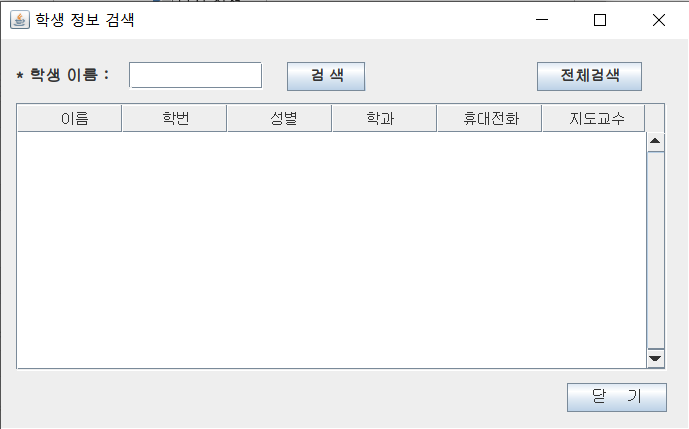 학생 정보 검색
* 학생 이름 : 검 색 전체검색
이름 학번 성별 학과 휴대전화 지도교수
닫 기